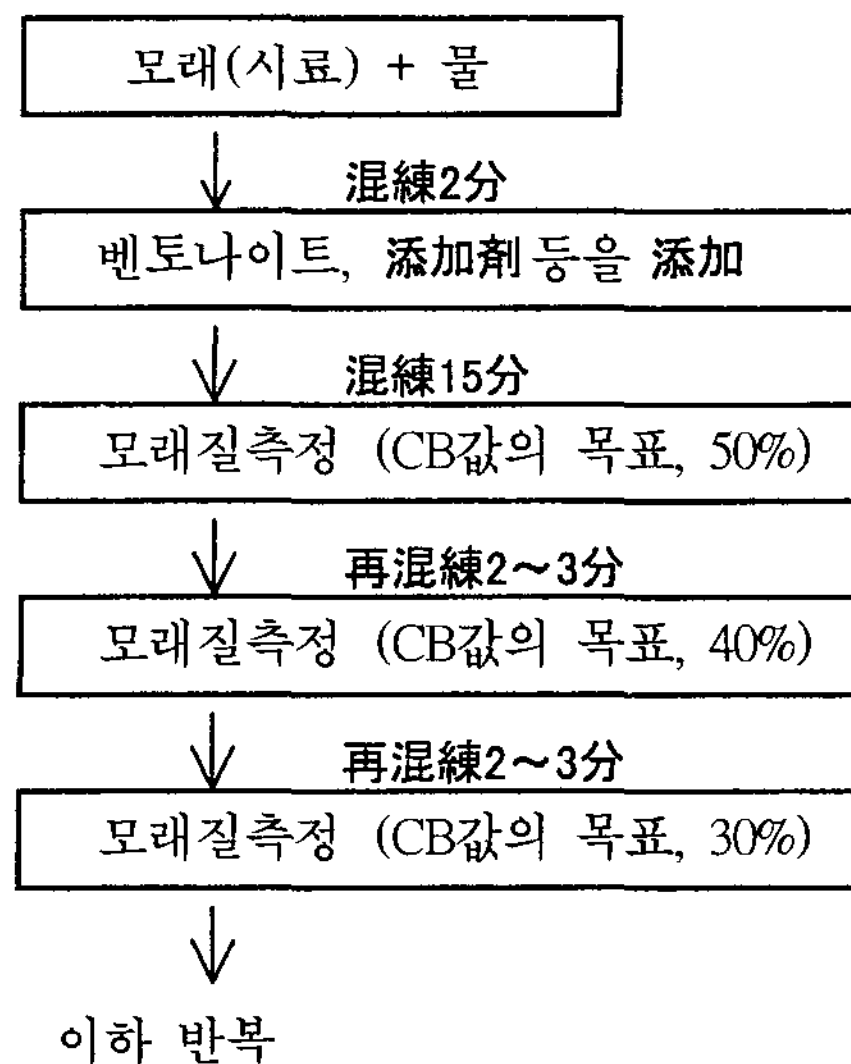 모래(시료) + 물
混練2分
벤토나이트, 添加剤 등을 添加
混練15分
모래질측정 (CB값의 목표, 50%)
再混練2～3分
모래질측정 (CB값의 목표, 40%)
再混練2～3分
모래질측정 (CB값의 목표, 30%)
이하 반복